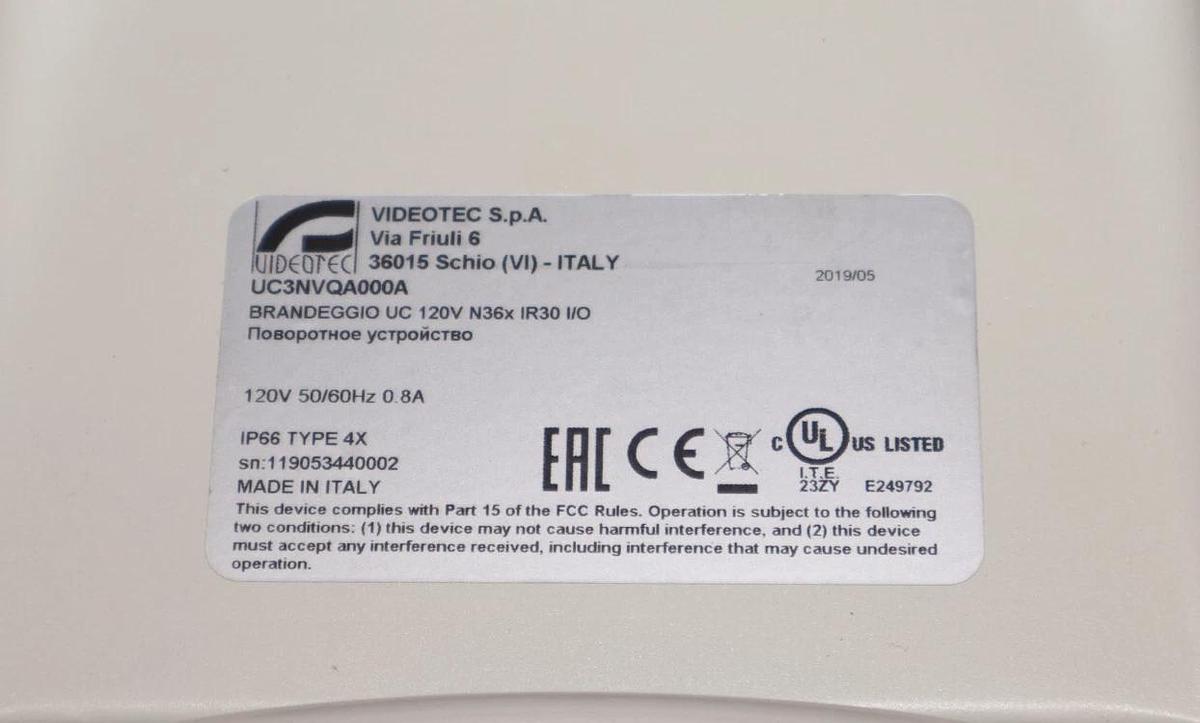 VIDEOTEC
VIDEOTEC S.p.A.
Via Friuli 6
36015 Schio (VI) - ITALY
2019/05
UC3NVQA000A
BRANDEGGIO UC 120V N36x IR30 I/O
Поворотное устройство
120V 50/60Hz 0.8A
IP66 TYPE 4X
sn:119053440002
MADE IN ITALY
EAC CE C UL US LISTED
I.T.E.
23ZY E249792
This device complies with Part 15 of the FCC Rules. Operation is subject to the following
two conditions: (1) this device may not cause harmful interference, and (2) this device
must accept any interference received, including interference that may cause undesired
operation.